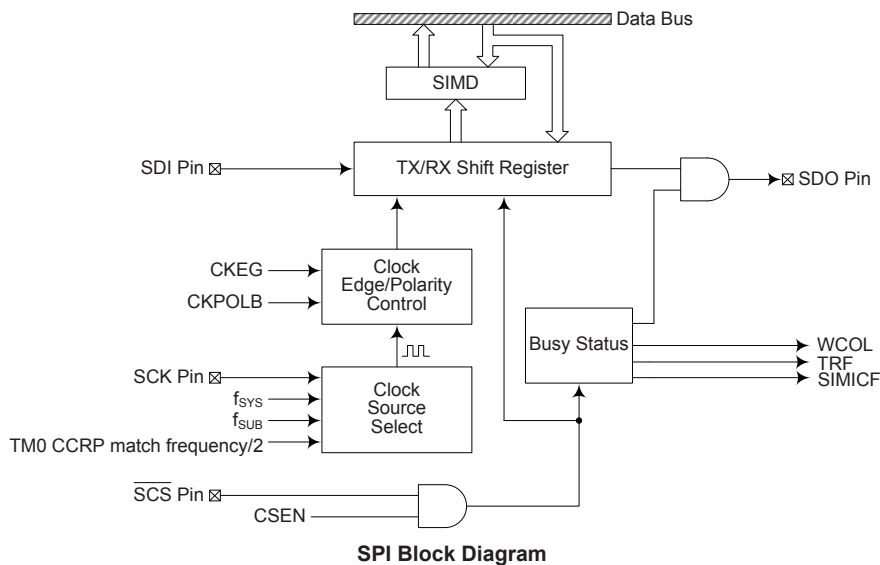 Data Bus
SIMD
SDI Pin
TX/RX Shift Register
SDO Pin
CKEG
CKPOLB
Clock
Edge/Polarity
Control
Busy Status
WCOL
TRF
SIMICF
SCK Pin
fSYS
fSUB
TM0 CCRP match frequency/2
Clock
Source
Select
SCS Pin
CSEN
SPI Block Diagram